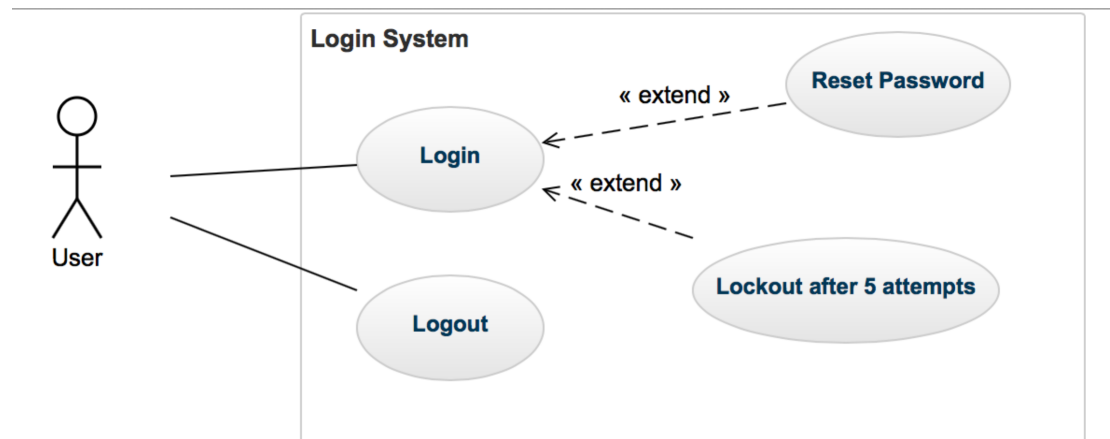 Login System
Reset Password
« extend »
Login
« extend »
User
Lockout after 5 attempts
Logout